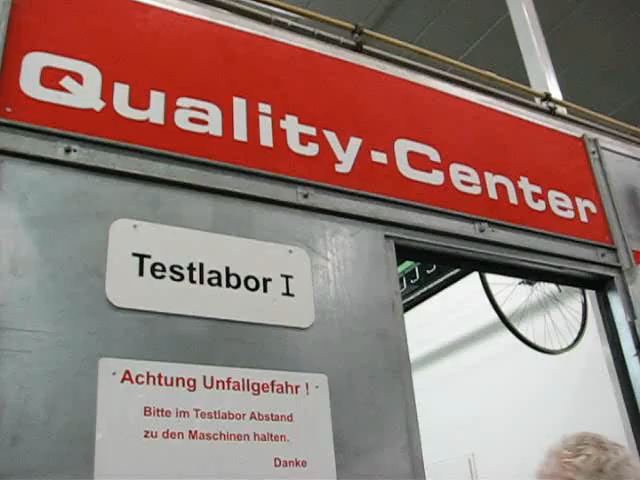 Quality-Center
Testlabor I
Achtung Unfallgefahr !
Bitte im Testlabor Abstand
zu den Maschinen halten.
Danke